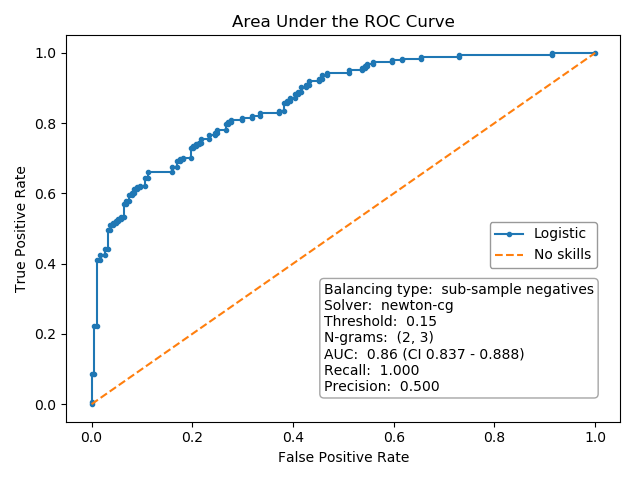 Area Under the ROC Curve
True Positive Rate
1.0
0.8
0.6
0.4
0.2
0.0
Logistic
No skills
Balancing type:  sub-sample negatives
Solver:  newton-cg
Threshold:  0.15
N-grams:  (2, 3)
AUC:  0.86 (CI 0.837 - 0.888)
Recall:  1.000
Precision:  0.500
0.0 0.2 0.4 0.6 0.8 1.0
False Positive Rate